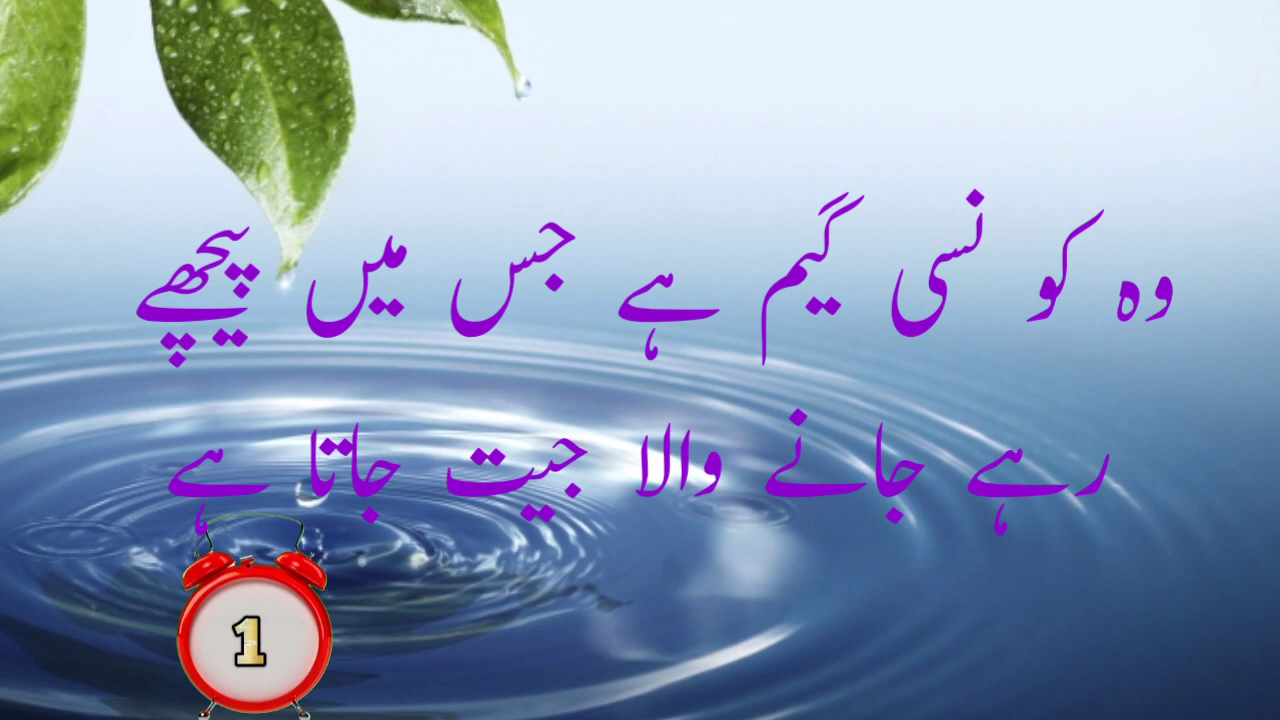 وہ کونسی گیم ہے جس میں پیچھے
رہے جانے والا جیت جاتا ہے
1